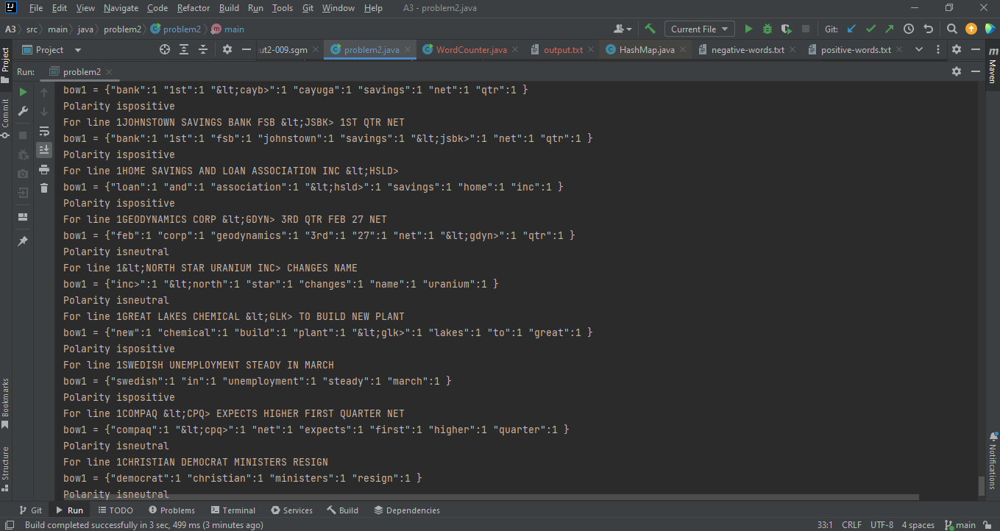 File Edit View Navigate Code Refactor Build Run Tools Git Window Help A3 - problem2.java
A3 src main java problem2 problem2 main Current File Git:
Project ut2-009.sgm problem2.java WordCounter.java output.txt HashMap.java negative-words.txt positive-words.txt
Run: problem2
bow1 = {"bank":1 "1st":1 "&lt;cayb>":1 "cayuga":1 "savings":1 "net":1 "qtr":1 }
Polarity ispositive
For line 1JOHNSTOWN SAVINGS BANK FSB &lt;JSBK> 1ST QTR NET
bow1 = {"bank":1 "1st":1 "fsb":1 "johnstown":1 "savings":1 "&lt;jsbk>":1 "net":1 "qtr":1 }
Polarity ispositive
For line 1HOME SAVINGS AND LOAN ASSOCIATION INC &lt;HSLD>
bow1 = {"loan":1 "and":1 "association":1 "&lt;hsld>":1 "savings":1 "home":1 "inc":1 }
Polarity ispositive
For line 1GEODYNAMICS CORP &lt;GDYN> 3RD QTR FEB 27 NET
bow1 = {"feb":1 "corp":1 "geodynamics":1 "3rd":1 "27":1 "net":1 "&lt;gdyn>":1 "qtr":1 }
Polarity isneutral
For line 1&lt;NORTH STAR URANIUM INC> CHANGES NAME
bow1 = {"inc>":1 "&lt;north":1 "star":1 "changes":1 "name":1 "uranium":1 }
Polarity isneutral
For line 1GREAT LAKES CHEMICAL &lt;GLK> TO BUILD NEW PLANT
bow1 = {"new":1 "chemical":1 "build":1 "plant":1 "&lt;glk>":1 "lakes":1 "to":1 "great":1 }
Polarity ispositive
For line 1SWEDISH UNEMPLOYMENT STEADY IN MARCH
bow1 = {"swedish":1 "in":1 "unemployment":1 "steady":1 "march":1 }
Polarity ispositive
For line 1COMPAQ &lt;CPQ> EXPECTS HIGHER FIRST QUARTER NET
bow1 = {"compaq":1 "&lt;cpq>":1 "net":1 "expects":1 "first":1 "higher":1 "quarter":1 }
Polarity isneutral
For line 1CHRISTIAN DEMOCRAT MINISTERS RESIGN
bow1 = {"democrat":1 "christian":1 "ministers":1 "resign":1 }
Polarity isneutral
Project
Commit
Bookmarks
Structure
Maven
Notifications
Git Run TODO Problems Terminal Services Build Dependencies
Build completed successfully in 3 sec, 499 ms (3 minutes ago) 33:1 CRLF UTF-8 4 spaces main